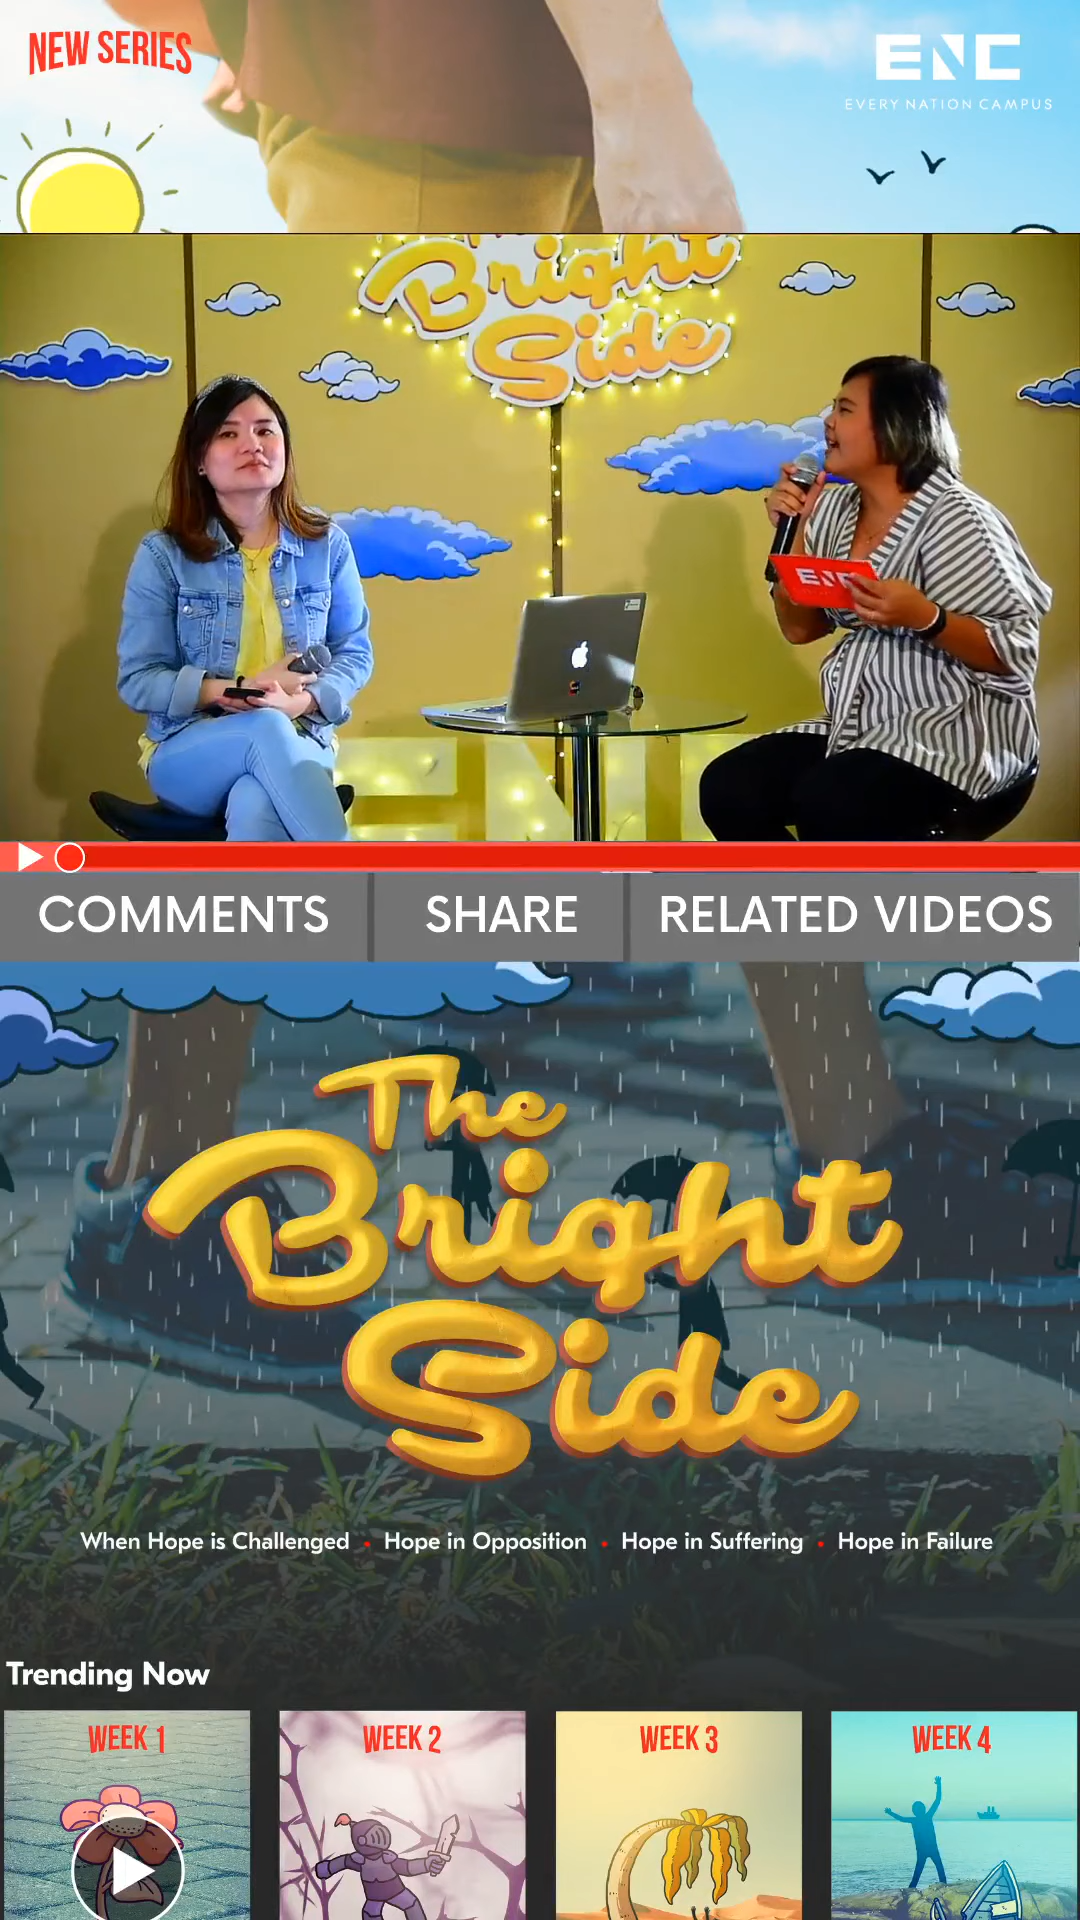 NEW SERIES
ENC
EVERY NATION CAMPUS
Bright
Side
ENC
COMMENTS
SHARE
RELATED VIDEOS
The
Bright
Side
When Hope is Challenged • Hope in Opposition • Hope in Suffering • Hope in Failure
Trending Now
WEEK 1
WEEK 2
WEEK 3
WEEK 4